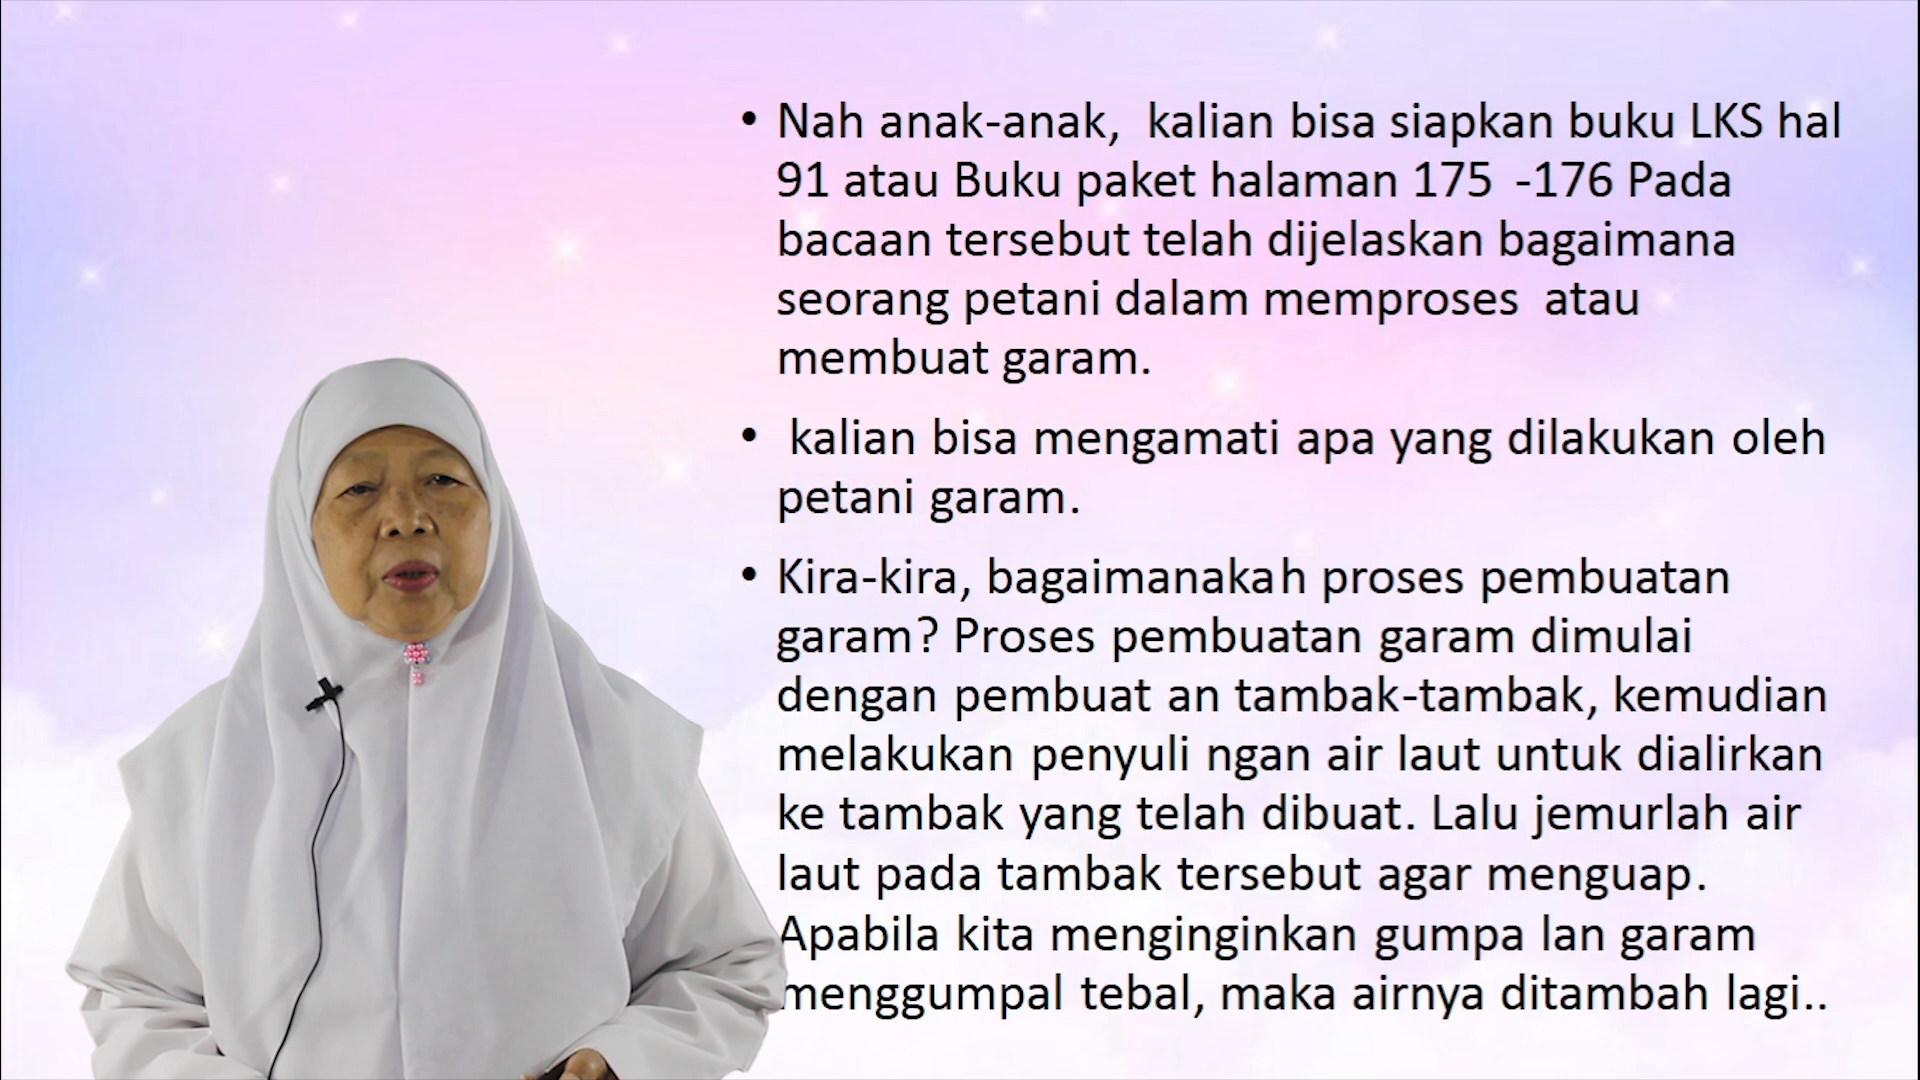 • Nah anak-anak,  kalian bisa siapkan buku LKS hal
91 atau Buku paket halaman 175 -176 Pada
bacaan tersebut telah dijelaskan bagaimana
seorang petani dalam memproses  atau
membuat garam.
• kalian bisa mengamati apa yang dilakukan oleh
petani garam.
• Kira-kira, bagaimanakah proses pembuatan
garam? Proses pembuatan garam dimulai
dengan pembuat an tambak-tambak, kemudian
melakukan penyuli ngan air laut untuk dialirkan
ke tambak yang telah dibuat. Lalu jemurlah air
laut pada tambak tersebut agar menguap.
Apabila kita menginginkan gumpa lan garam
menggumpal tebal, maka airnya ditambah lagi..